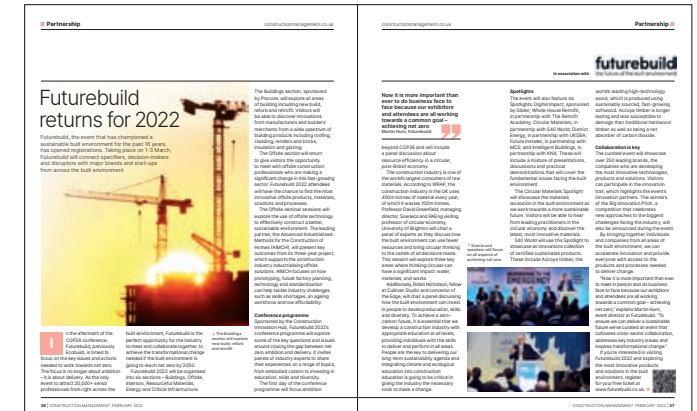 Partnership
constructionmanagement.co.uk
Futurebuild
returns for 2022
Futurebuild, the event that has championed a
sustainable built environment for the past 16 years,
has opened registrations. Taking place on 1-3 March,
Futurebuild will connect specifiers, decision-makers
and disruptors with major brands and start-ups
from across the built environment
In the aftermath of the
COP26 conference,
Futurebuild, previously
Ecobuild, is timed to
focus on the key issues and actions
needed to work towards net zero.
The focus is no longer about ambition
– it is about delivery. As the only
event to attract 20,000+ senior
professionals from right across the
built environment, Futurebuild is the
perfect opportunity for the industry
to meet and collaborate together, to
achieve the transformational change
needed if the built environment is
going to reach net zero by 2050.
Futurebuild 2022 will be organised
into six sections – Buildings, Offsite,
Interiors, Resourceful Materials,
Energy and Critical Infrastructure.
The Buildings
section will explore
new build, refurb
and retrofit
The Buildings section, sponsored
by Procore, will explore all areas
of building including new build,
refurb and retrofit. Visitors will
be able to discover innovations
from manufacturers and builders'
merchants from a wide spectrum of
building products including roofing,
cladding, renders and bricks,
insulation and glazing.
The Offsite section will return
to give visitors the opportunity
to meet with offsite construction
professionals who are making a
significant change in this fast-growing
sector. Futurebuild 2022 attendees
will have the chance to find the most
innovative offsite products, materials,
solutions and processes.
The Offsite seminar sessions will
explore the use of offsite technology
to effectively construct a better,
sustainable environment. The leading
partner, the Advanced Industrialised
Methods for the Construction of
Homes (AIMCH), will present key
outcomes from its three-year project,
which supports the construction
industry industrialising offsite
solutions. AIMCH focuses on how
prototyping, future factory planning,
technology and standardisation
can help tackle industry challenges
such as skills shortages, an ageing
workforce and low affordability.
Conference programme
Sponsored by the Construction
Innovation Hub, Futurebuild 2022's
conference programme will explore
some of the key questions and issues
around closing the gap between net
zero ambition and delivery. It invites
panels of industry experts to share
their experiences on a range of topics,
from embodied carbon to investing in
education, skills and diversity.
The first day of the conference
programme will focus ambition
36 | CONSTRUCTION MANAGEMENT FEBRUARY 2022
constructionmanagement.co.uk
Partnership
In association with
futurebuild
the future of the built environment
Now it is more important than
ever to do business face to
face because our exhibitors
and attendees are all working
towards a common goal –
achieving net zero
Martin Hurn, Futurebuild
beyond COP26 and will include
a panel discussion about
resource efficiency in a circular,
post-Brexit economy.
The construction industry is one of
the world's largest consumers of raw
materials. According to WRAP, the
construction industry in the UK uses
400m tonnes of material every year,
of which it wastes 100m tonnes.
Professor David Greenfield, managing
director, Soenecs and RAEng visiting
professor of circular economy,
University of Brighton will chair a
panel of experts as they discuss how
the built environment can use fewer
resources and bring circular thinking
to the centre of all decisions made.
This session will explore three key
areas where thinking circular can
have a significant impact: water,
materials, and waste.
Additionally, Robin Nicholson, fellow
at Cullinan Studio and convenor of
the Edge, will chair a panel discussing
how the built environment can invest
in people to develop education, skills
and diversity. To achieve a zero-
carbon future, it is essential that we
develop a construction industry with
appropriate education at all levels,
providing individuals with the skills
to deliver and perform in all areas.
People are the key to delivering our
long-term sustainability agenda and
integrating climate and ecological
education into construction
education is going to be critical in
giving the industry the necessary
tools to make a change.
Spotlights
The event will also feature six
Spotlights: Digital Impact, sponsored
by Glider; Whole House Retrofit,
in partnership with The Retrofit
Academy; Circular Materials, in
partnership with S40 World; District
Energy, in partnership with UKDEA;
Future Installer, in partnership with
MCS; and Intelligent Buildings, in
partnership with KNX. These will
include a mixture of presentations,
discussions and practical
demonstrations that will cover the
fundamental issues facing the built
environment.
The Circular Materials Spotlight
will showcase the materials
revolution in the built environment as
we work towards a more sustainable
future. Visitors will be able to hear
from leading practitioners in the
circular economy and discover the
latest, most innovative materials.
S40 World will use this Spotlight to
showcase an innovations collection
of certified sustainable products.
These include Accoya timber, the
Events and
speakers will focus
on all aspects of
achieving net zero
RESPONDING TO THE
EMERGENCY
world's leading high-technology
wood, which is produced using
sustainably sourced, fast-growing
softwood. Accoya timber is longer
lasting and less susceptible to
damage than traditional hardwood
timber as well as being a net
absorber of carbon dioxide.
Collaboration is key
The curated event will showcase
over 250 leading brands, the
companies who are developing
the most innovative technologies,
products and solutions. Visitors
can participate in the innovation
trail, which highlights the event's
innovation partners. The winners
of the Big Innovation Pitch, a
competition that celebrates
new approaches to the biggest
challenges facing the industry, will
also be announced during the event.
By bringing together individuals
and companies from all areas of
the built environment, we can
accelerate innovation and provide
everyone with access to the
products and processes needed
to deliver change.
"Now it is more important than ever
to meet in person and do business
face to face because our exhibitors
and attendees are all working
towards a common goal – achieving
net zero," explains Martin Hurn,
event director at Futurebuild. "To
ensure we can deliver a sustainable
future we've curated an event that
cultivates cross-sector collaboration,
addresses key industry issues and
inspires transformational change."
If you're interested in visiting
Futurebuild 2022 and exploring
the most innovative products
and solutions in the built
environment, register
for your free ticket at
www.futurebuild.co.uk.
CONSTRUCTION MANAGEMENT FEBRUARY 2022 | 37